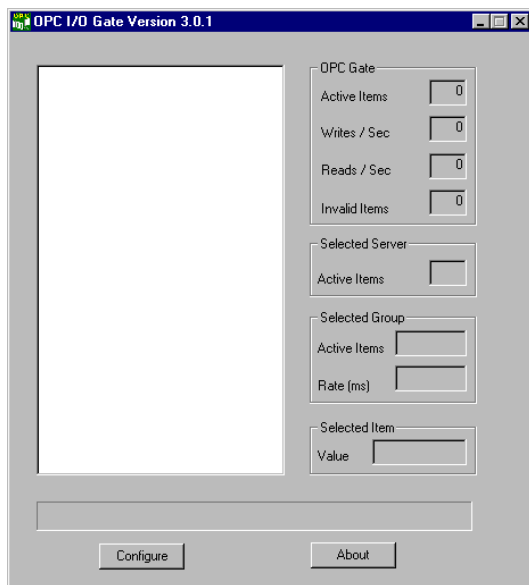 OPC I/O Gate Version 3.0.1
OPC Gate
Active Items 0
Writes / Sec 0
Reads / Sec 0
Invalid Items 0
Selected Server
Active Items
Selected Group
Active Items
Rate (ms)
Selected Item
Value
Configure About